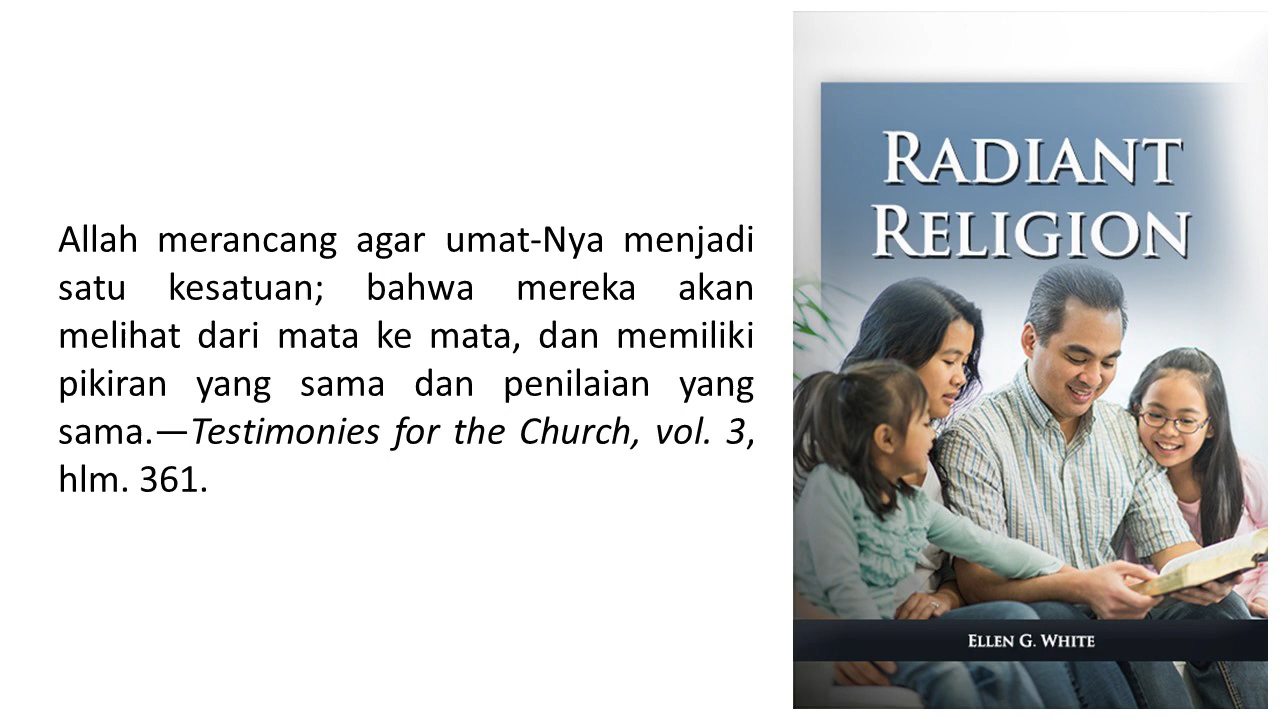 Allah merancang agar umat-Nya menjadi
satu kesatuan; bahwa mereka akan
melihat dari mata ke mata, dan memiliki
pikiran yang sama dan penilaian yang
sama.—Testimonies for the Church, vol. 3,
hlm. 361.
RADIANT
RELIGION
ELLEN G. WHITE